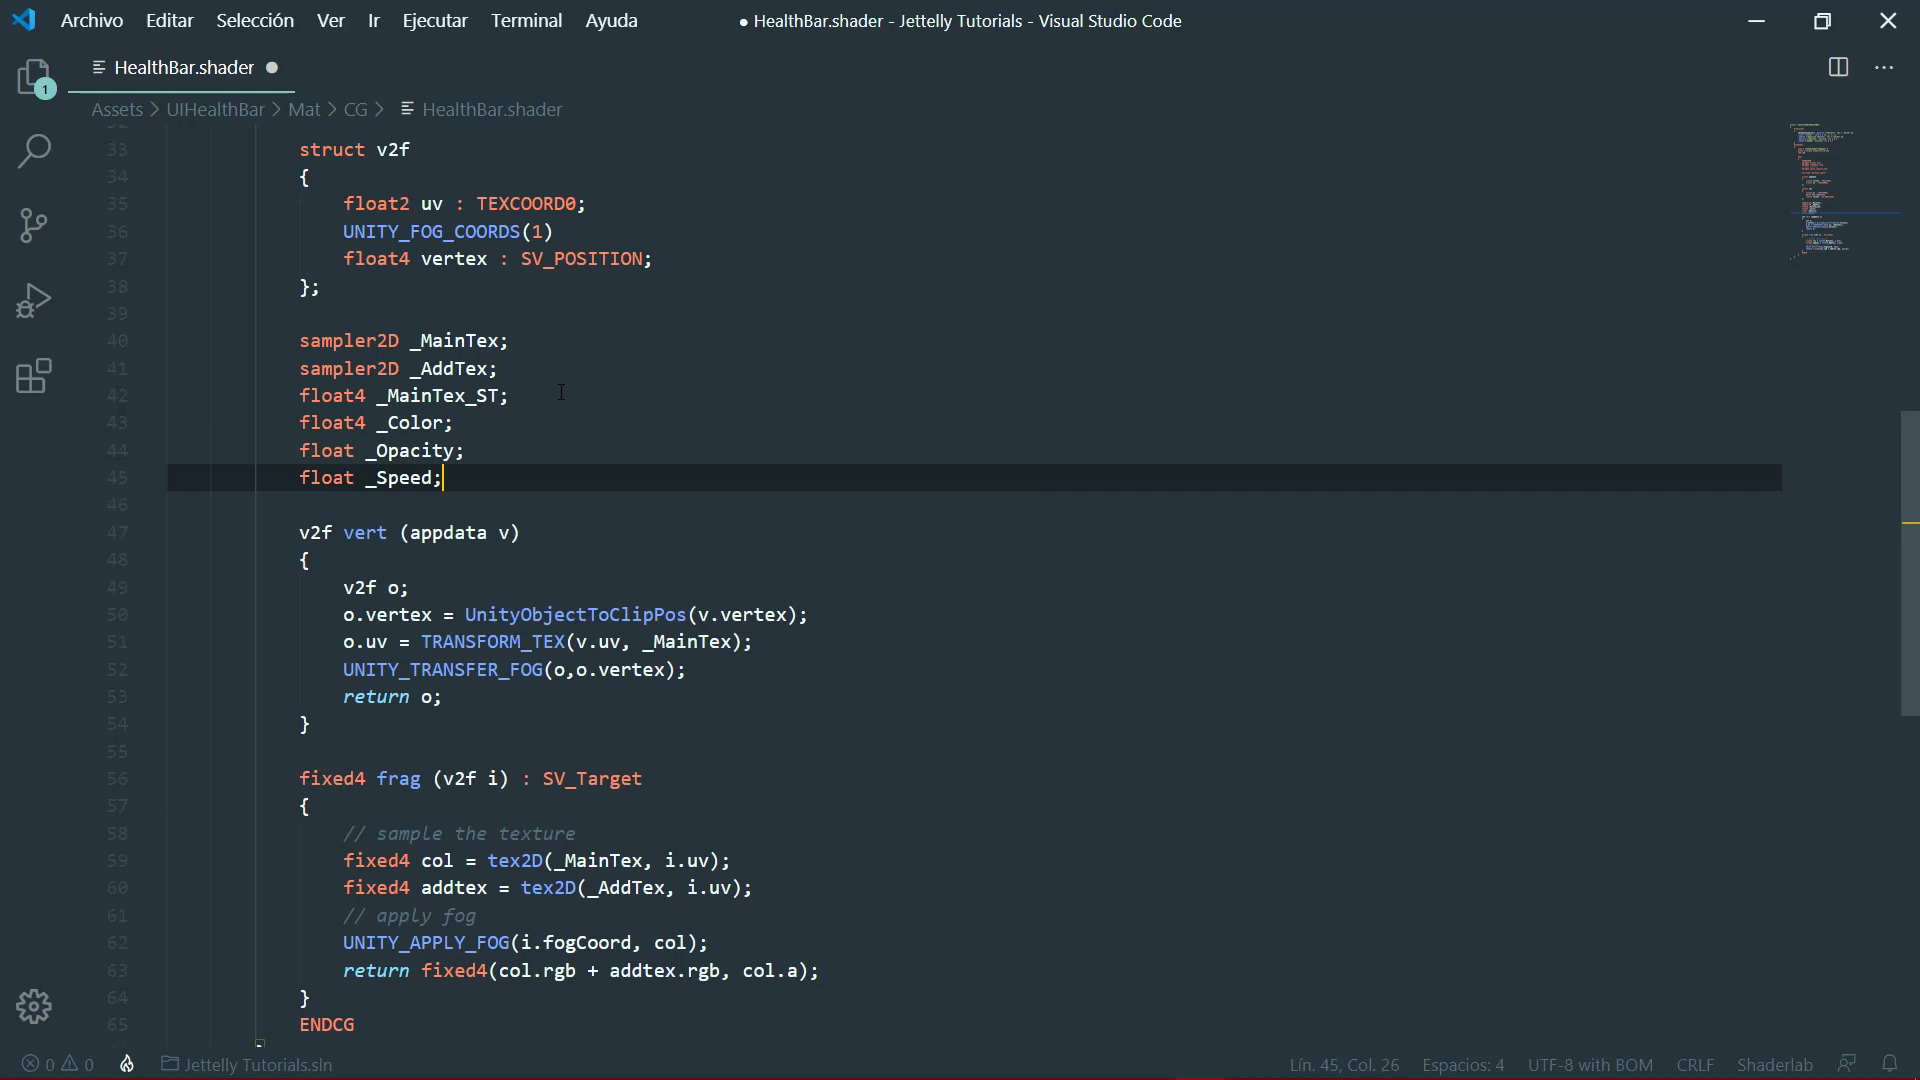 Archivo Editar Selección Ver Ir Ejecutar Terminal Ayuda ● HealthBar.shader - Jettelly Tutorials - Visual Studio Code
HealthBar.shader
1
Assets > UIHealthBar > Mat > CG > HealthBar.shader
33 struct v2f
34 {
35 float2 uv : TEXCOORD0;
36 UNITY_FOG_COORDS(1)
37 float4 vertex : SV_POSITION;
38 };
39
40 sampler2D _MainTex;
41 sampler2D _AddTex;
42 float4 _MainTex_ST;
43 float4 _Color;
44 float _Opacity;
45 float _Speed;
46
47 v2f vert (appdata v)
48 {
49 v2f o;
50 o.vertex = UnityObjectToClipPos(v.vertex);
51 o.uv = TRANSFORM_TEX(v.uv, _MainTex);
52 UNITY_TRANSFER_FOG(o,o.vertex);
53 return o;
54 }
55
56 fixed4 frag (v2f i) : SV_Target
57 {
58 // sample the texture
59 fixed4 col = tex2D(_MainTex, i.uv);
60 fixed4 addtex = tex2D(_AddTex, i.uv);
61 // apply fog
62 UNITY_APPLY_FOG(i.fogCoord, col);
63 return fixed4(col.rgb + addtex.rgb, col.a);
64 }
65 ENDCG
0 0 Jettelly Tutorials.sln Lín. 45, Col. 26 Espacios: 4 UTF-8 with BOM CRLF Shaderlab